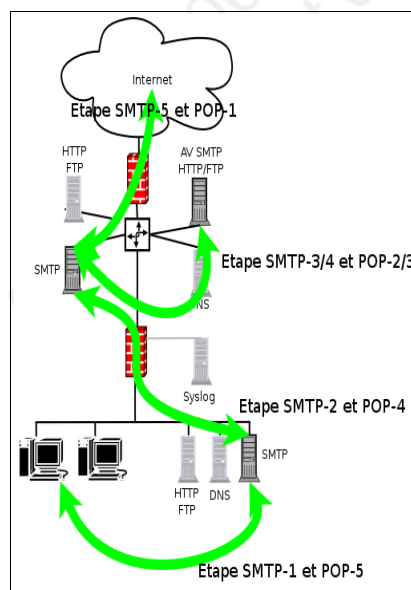 Internet
Etape SMTP-5 et POP-1
HTTP
FTP
AV SMTP
HTTP/FTP
SMTP
Etape SMTP-3/4 et POP-2/3
Syslog
Etape SMTP-2 et POP-4
SMTP
HTTP
FTP
DNS
Etape SMTP-1 et POP-5